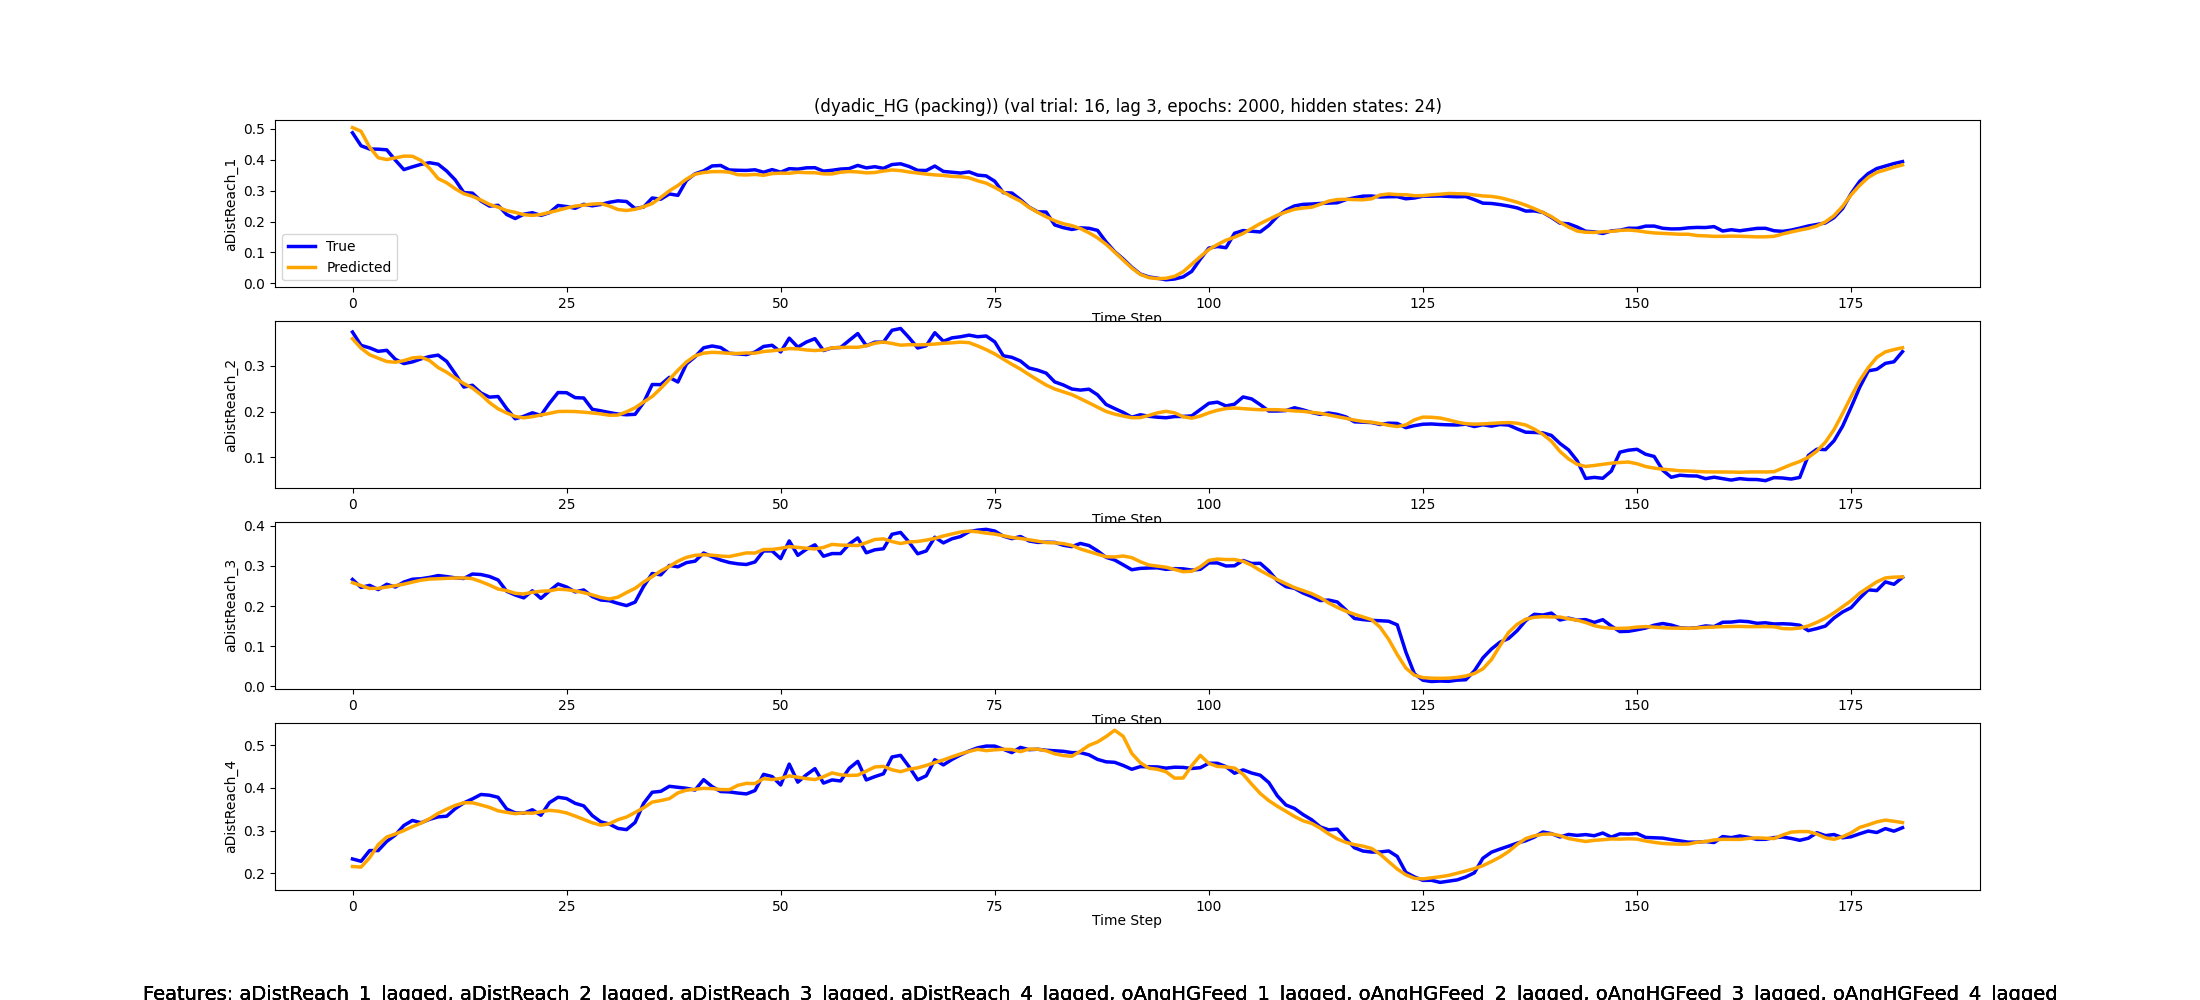 (dyadic_HG (packing)) (val trial: 16, lag 3, epochs: 2000, hidden states: 24)
aDistReach_1
0.5
0.4
0.3
0.2
0.1
0.0
True
Predicted
0 25 50 75 100 125 150 175
Time Step
aDistReach_2
0.3
0.2
0.1
0 25 50 75 100 125 150 175
Time Step
aDistReach_3
0.4
0.3
0.2
0.1
0.0
0 25 50 75 100 125 150 175
Time Step
aDistReach_4
0.5
0.4
0.3
0.2
0 25 50 75 100 125 150 175
Time Step
Features: aDistReach_1_lagged, aDistReach_2_lagged, aDistReach_3_lagged, aDistReach_4_lagged, oAngHGFeed_1_lagged, oAngHGFeed_2_lagged, oAngHGFeed_3_lagged, oAngHGFeed_4_lagged